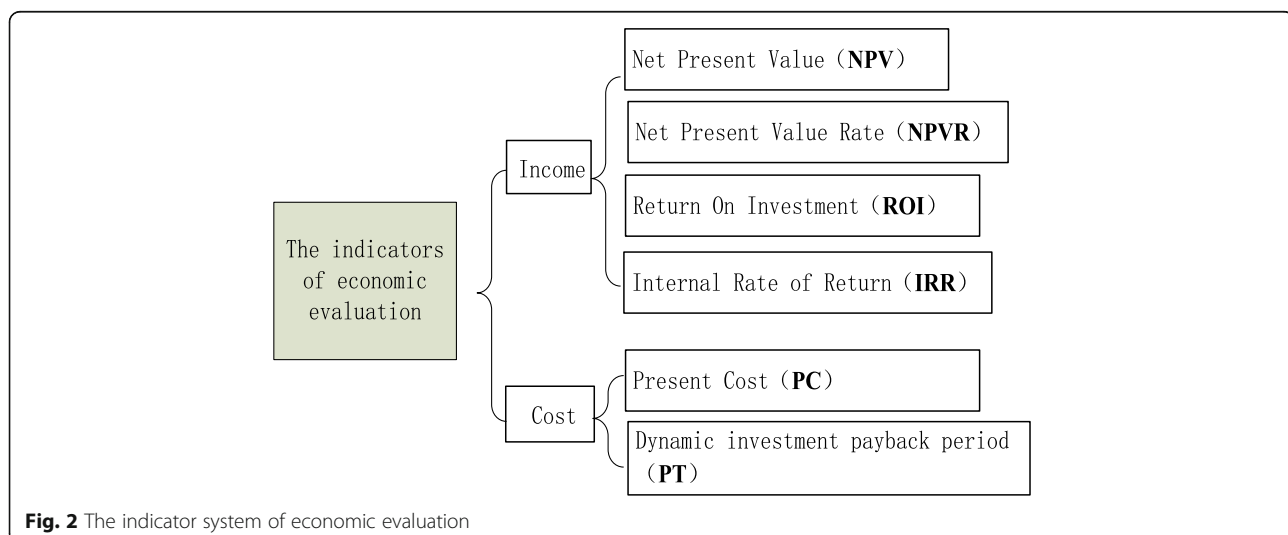 The indicators
of economic
evaluation
Income
Net Present Value（NPV）
Net Present Value Rate（NPVR）
Return On Investment（ROI）
Internal Rate of Return（IRR）
Cost
Present Cost（PC）
Dynamic investment payback period
（PT）
Fig. 2 The indicator system of economic evaluation